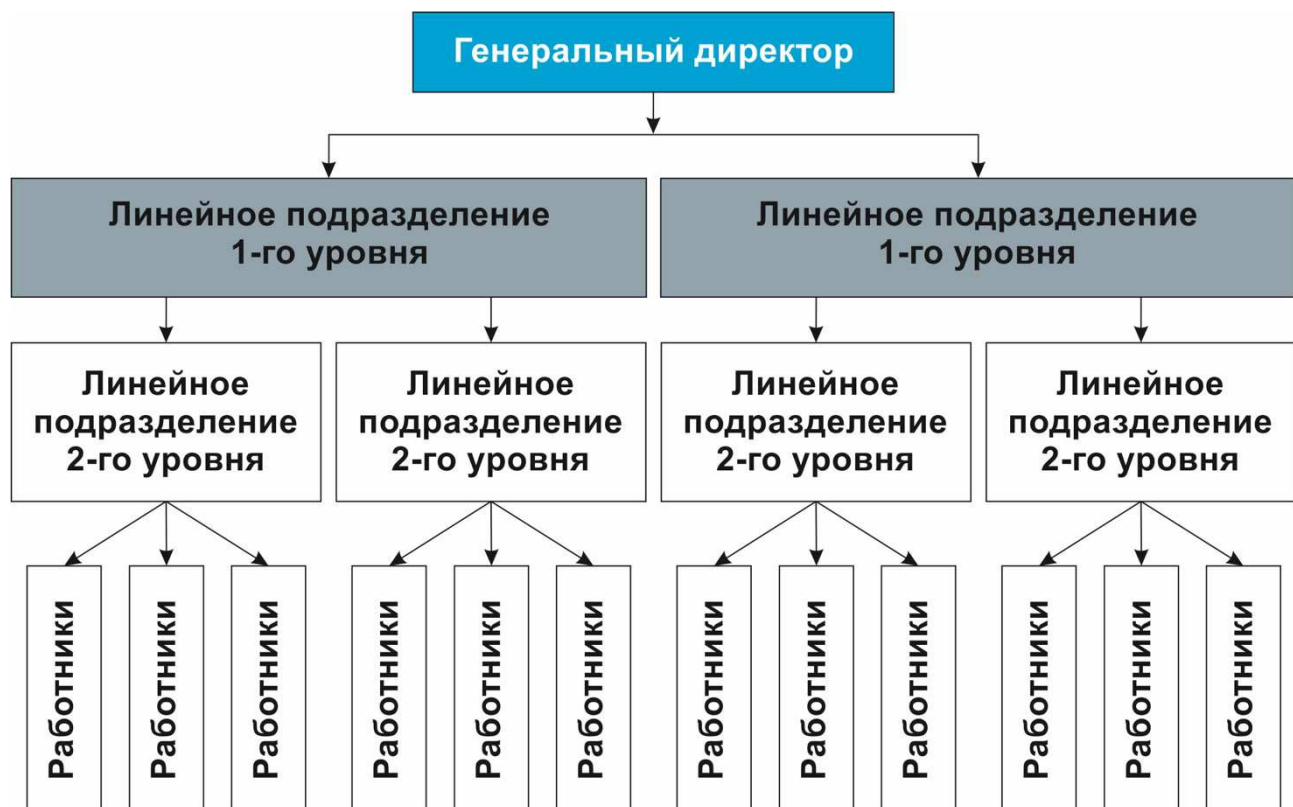 Генеральный директор
Линейное подразделение
1-го уровня
Линейное подразделение
1-го уровня
Линейное
подразделение
2-го уровня
Линейное
подразделение
2-го уровня
Линейное
подразделение
2-го уровня
Линейное
подразделение
2-го уровня
Работники
Работники
Работники
Работники
Работники
Работники
Работники
Работники
Работники
Работники
Работники
Работники